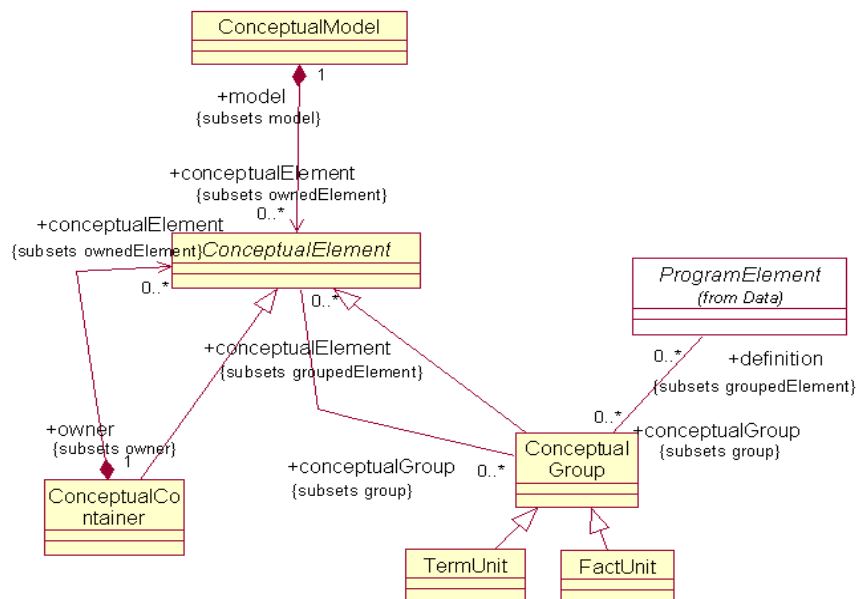 ConceptualModel
1
+model
{subsets model}
+conceptualElement
{subsets ownedElement}
0..*
+conceptualElement
{subsets ownedElement}
0..*
ConceptualElement
0..*
ProgramElement
(from Data)
0..*
+definition
{subsets groupedElement}
+conceptualElement
{subsets groupedElement}
0..*
+conceptualGroup
{subsets group}
+owner
{subsets owner}
1
ConceptualCo
ntainer
+conceptualGroup
{subsets group}
0..*
Conceptual
Group
TermUnit
FactUnit